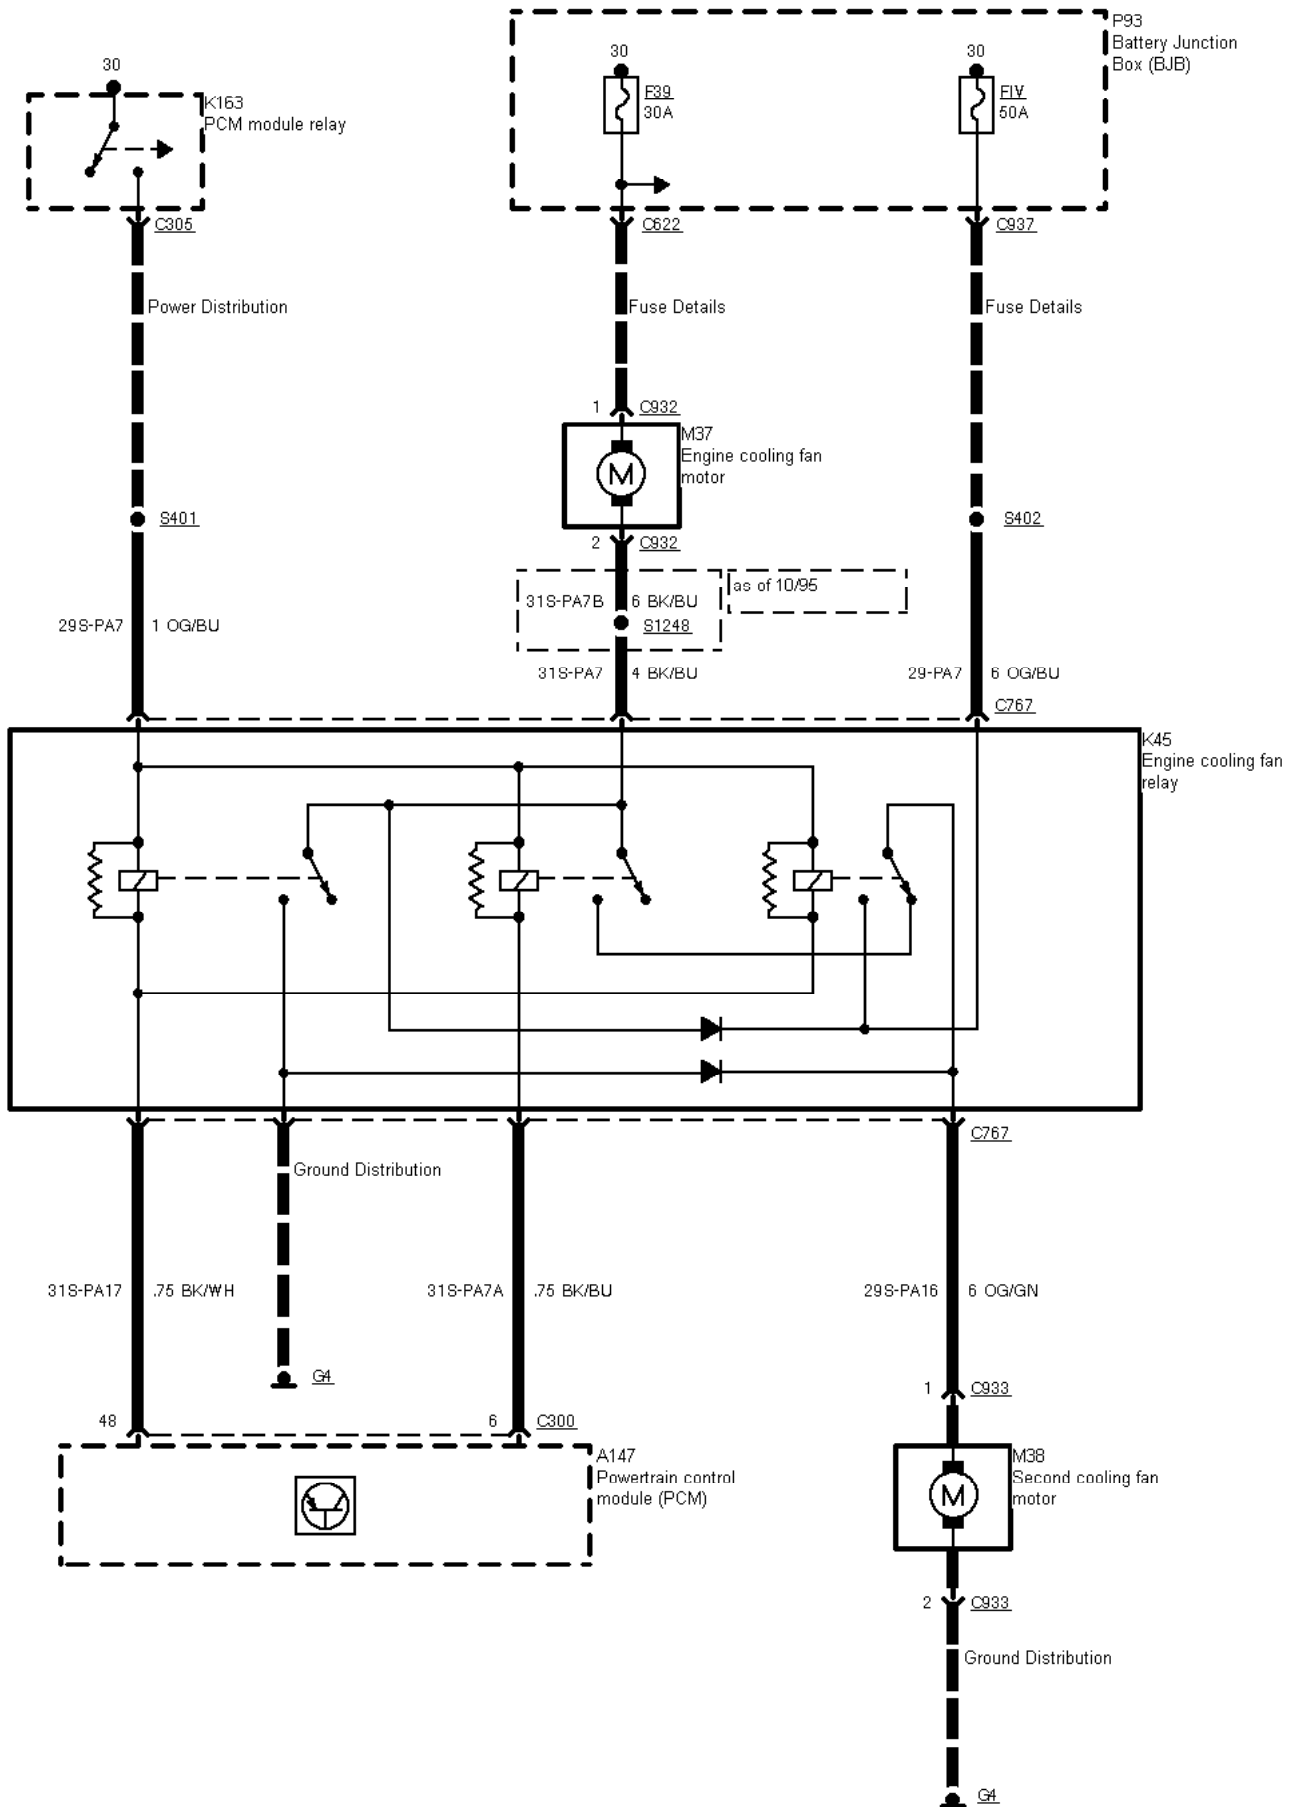 P93
Battery Junction
Box (BJB)
30
30
30
K163
PCM module relay
F39
30A
FIV
50A
C305
C622
C937
Power Distribution
Fuse Details
Fuse Details
1
C932
M37
Engine cooling fan
motor
M
S401
2
C932
S402
as of 10/95
31S-PA7B
6 BK/BU
29S-PA7
1 OG/BU
S1248
31S-PA7
4 BK/BU
29-PA7
6 OG/BU
C767
K45
Engine cooling fan
relay
C767
Ground Distribution
31S-PA17
.75 BK/WH
31S-PA7A
.75 BK/BU
29S-PA16
6 OG/GN
G4
1
C933
48
6
C300
A147
Powertrain control
module (PCM)
M38
Second cooling fan
motor
M
2
C933
Ground Distribution
G4